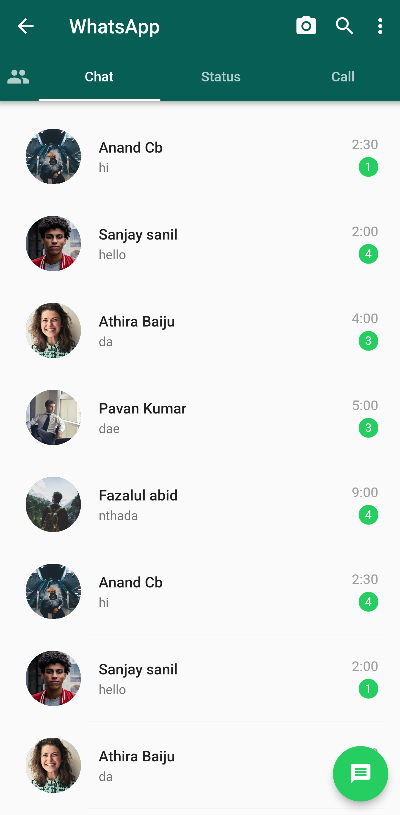 WhatsApp
Chat Status Call
Anand Cb 2:30
hi 1
Sanjay sanil 2:00
hello 4
Athira Baiju 4:00
da 3
Pavan Kumar 5:00
dae 3
Fazalul abid 9:00
nthada 4
Anand Cb 2:30
hi 4
Sanjay sanil 2:00
hello 1
Athira Baiju
da